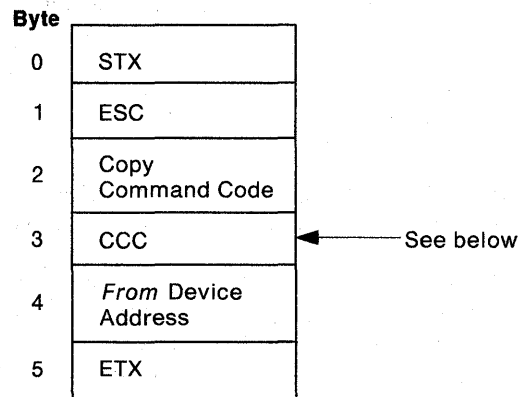 Byte
0 STX
1 ESC
2 Copy
Command Code
3 CCC See below
4 From Device
Address
5 ETX